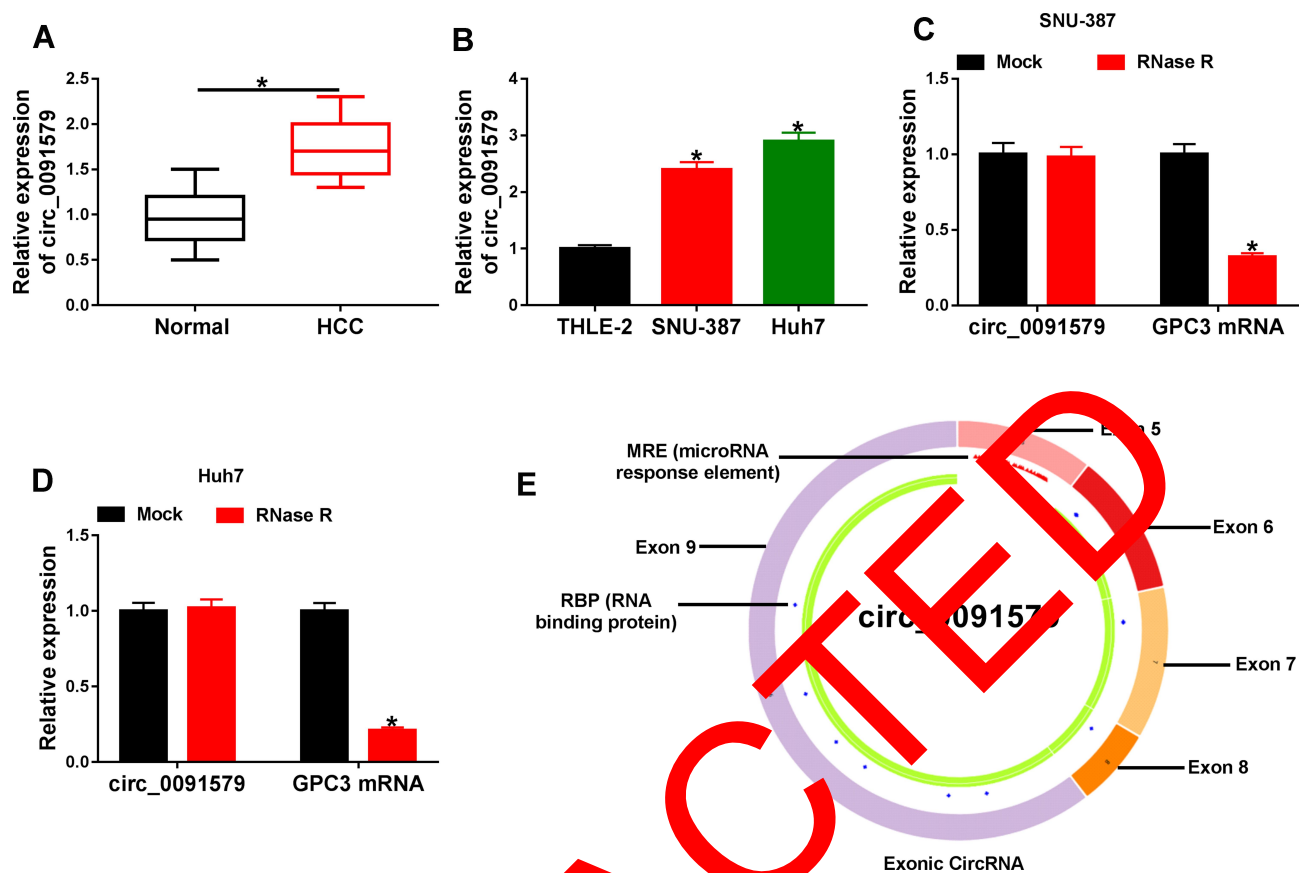 A
Relative expression
of circ_0091579
2.5
2.0
1.5
1.0
0.5
0.0
*
Normal
HCC
B
Relative expression
of circ_0091579
4
3
2
1
0
*
*
THLE-2
SNU-387
Huh7
C
SNU-387
Mock
RNase R
Relative expression
1.5
1.0
0.5
0.0
*
circ_0091579
GPC3 mRNA
D
Huh7
Mock
RNase R
Relative expression
1.5
1.0
0.5
0.0
*
circ_0091579
GPC3 mRNA
E
MRE (microRNA
response element)
Exon 5
Exon 6
Exon 9
RBP (RNA
binding protein)
circ_0091579
Exon 7
Exon 8
Exonic CircRNA
CTED